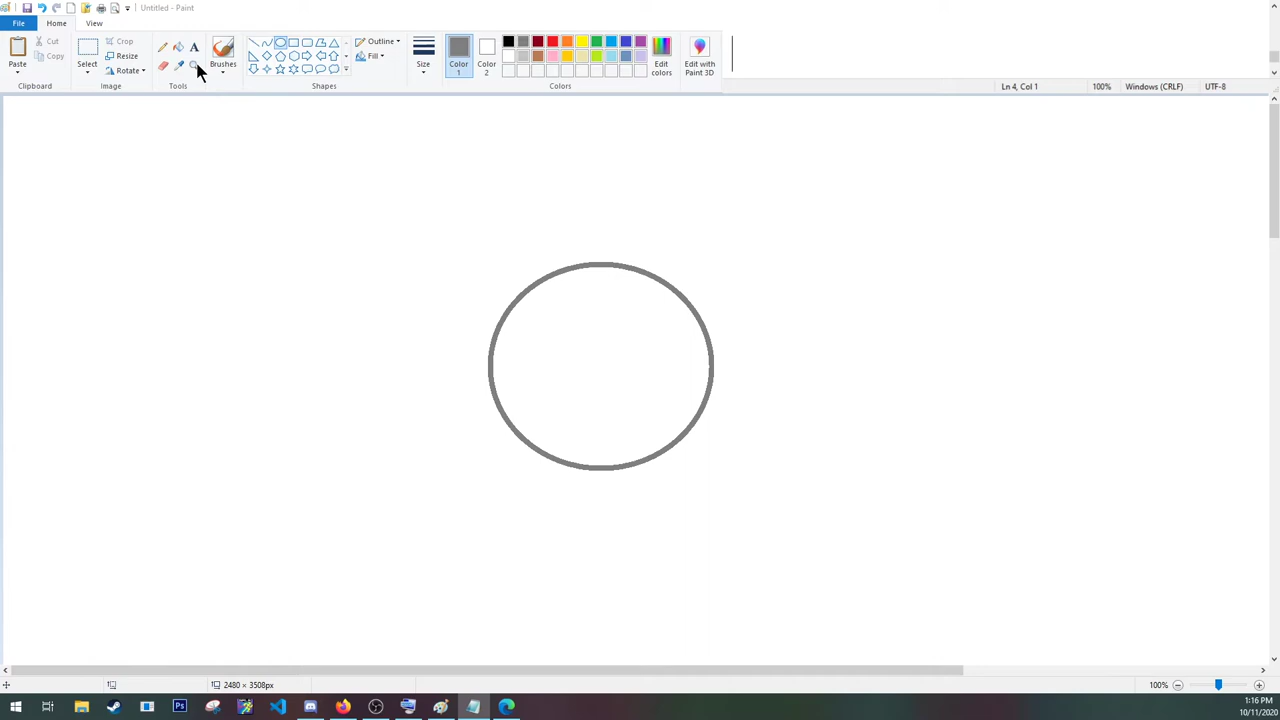 Untitled - Paint
File Home View
Paste Cut Copy Select Crop Resize Rotate A Brushes Outline Fill Size Color 1 Color 2 Edit colors Edit with Paint 3D
Clipboard Image Tools Shapes Colors
Ln 4, Col 1 100% Windows (CRLF) UTF-8
2480 × 3508px 100%
Ps
1:16 PM
10/11/2020